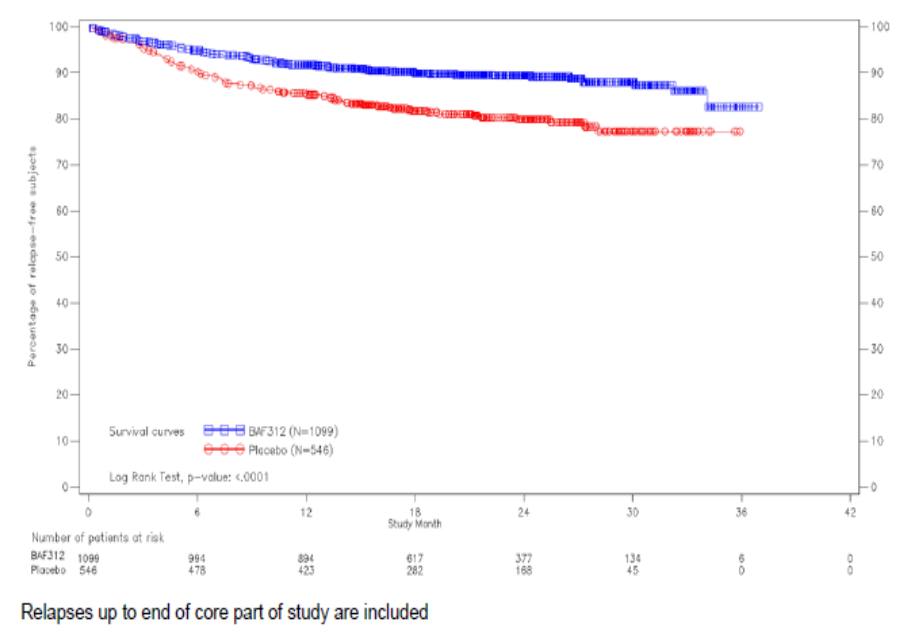 100
90
80
70
60
50
40
30
20
10
0
Percentage of relapse-free subjects
100
90
80
70
60
50
40
30
20
10
0
Survival curves
BAF312 (N=1099)
Placebo (N=546)
Log Rank Test, p-value: <.0001
0 6 12 18 24 30 36 42
Study Month
Number of patients at risk
BAF312 1099 994 894 617 377 134 6 0
Placebo 546 478 423 282 168 45 0 0
Relapses up to end of core part of study are included